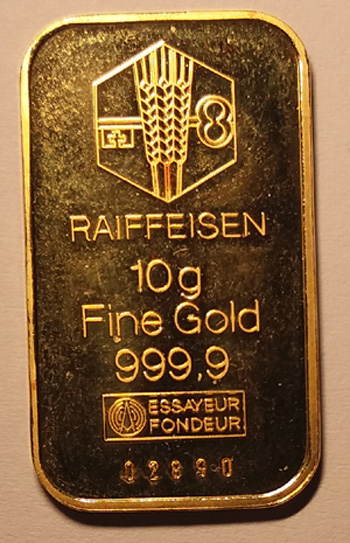 RAIFFEISEN
10g
Fine Gold
999,9
ESSAYEUR
FONDEUR
02890